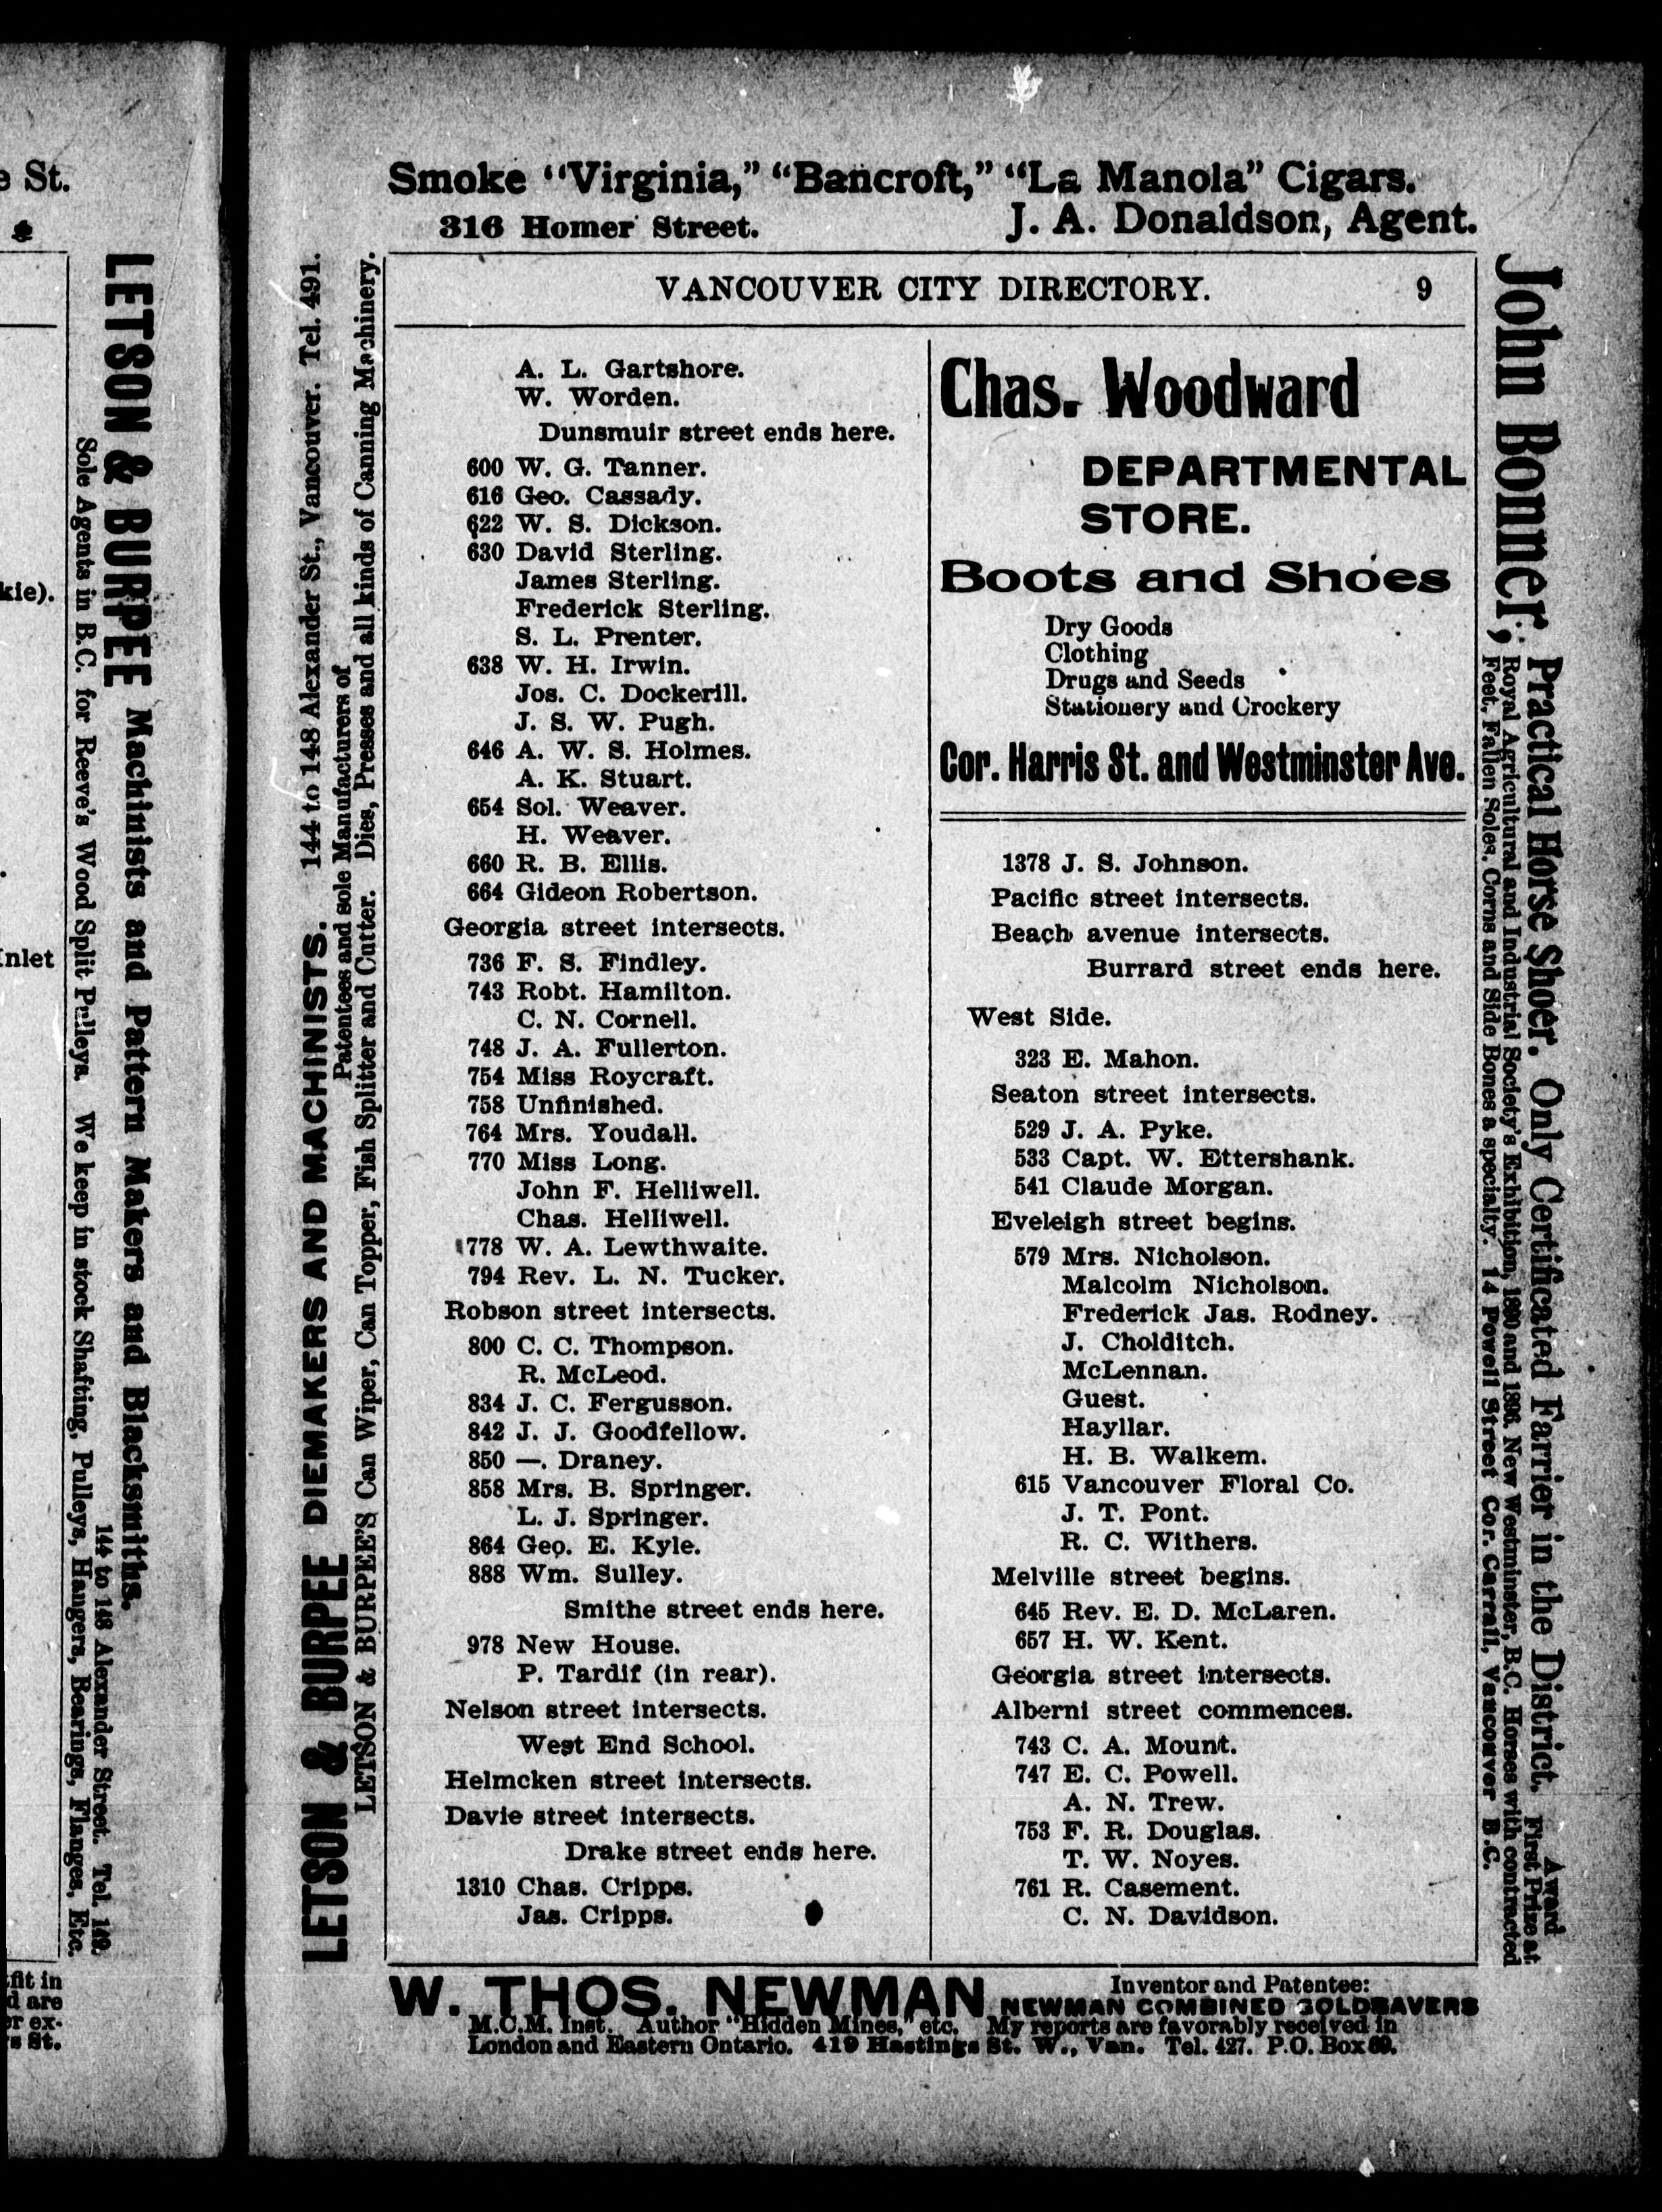 e St.
kie).
Inlet
fit in
d are
er ex-
's St.
LETSON & BURPEE Machinists and Pattern Makers and Blacksmiths.
144 to 148 Alexander Street. Tel. 149.
Sole Agents in B.C. for Reeve's Wood Split Pulleys. We keep in stock Shafting, Pulleys, Hangers, Bearings, Flanges, Etc.
LETSON & BURPEE DIEMAKERS AND MACHINISTS. 144 to 148 Alexander St., Vancouver. Tel. 491.
Patentees and sole Manufacturers of
LETSON & BURPEE'S Can Wiper, Can Topper, Fish Splitter and Cutter. Dies, Presses and all kinds of Canning Machinery.
Smoke "Virginia," "Bancroft," "La Manola" Cigars.
316 Homer Street. J. A. Donaldson, Agent.
VANCOUVER CITY DIRECTORY. 9
A. L. Gartshore.
W. Worden.
Dunsmuir street ends here.
600 W. G. Tanner.
616 Geo. Cassady.
622 W. S. Dickson.
630 David Sterling.
James Sterling.
Frederick Sterling.
S. L. Prenter.
638 W. H. Irwin.
Jos. C. Dockerill.
J. S. W. Pugh.
646 A. W. S. Holmes.
A. K. Stuart.
654 Sol. Weaver.
H. Weaver.
660 R. B. Ellis.
664 Gideon Robertson.
Georgia street intersects.
736 F. S. Findley.
743 Robt. Hamilton.
C. N. Cornell.
748 J. A. Fullerton.
754 Miss Roycraft.
758 Unfinished.
764 Mrs. Youdall.
770 Miss Long.
John F. Helliwell.
Chas. Helliwell.
778 W. A. Lewthwaite.
794 Rev. L. N. Tucker.
Robson street intersects.
800 C. C. Thompson.
R. McLeod.
834 J. C. Fergusson.
842 J. J. Goodfellow.
850 —. Draney.
858 Mrs. B. Springer.
L. J. Springer.
864 Geo. E. Kyle.
888 Wm. Sulley.
Smithe street ends here.
978 New House.
P. Tardif (in rear).
Nelson street intersects.
West End School.
Helmcken street intersects.
Davie street intersects.
Drake street ends here.
1310 Chas. Cripps.
Jas. Cripps.
Chas. Woodward
DEPARTMENTAL
STORE.
Boots and Shoes
Dry Goods
Clothing
Drugs and Seeds
Stationery and Crockery
Cor. Harris St. and Westminster Ave.
1378 J. S. Johnson.
Pacific street intersects.
Beach avenue intersects.
Burrard street ends here.
West Side.
323 E. Mahon.
Seaton street intersects.
529 J. A. Pyke.
533 Capt. W. Ettershank.
541 Claude Morgan.
Eveleigh street begins.
579 Mrs. Nicholson.
Malcolm Nicholson.
Frederick Jas. Rodney.
J. Cholditch.
McLennan.
Guest.
Hayllar.
H. B. Walkem.
615 Vancouver Floral Co.
J. T. Pont.
R. C. Withers.
Melville street begins.
645 Rev. E. D. McLaren.
657 H. W. Kent.
Georgia street intersects.
Alberni street commences.
743 C. A. Mount.
747 E. C. Powell.
A. N. Trew.
753 F. R. Douglas.
T. W. Noyes.
761 R. Casement.
C. N. Davidson.
John Bonner, Practical Horse Shoer. Only Certificated Farrier in the District. Award
First Prize at
Royal Agricultural and Industrial Society's Exhibition, 1890 and 1896, New Westminster, B.C. Horses with contracted
Feet, Fallen Soles, Corns and Side Bones a specialty. 14 Powell Street Cor. Carrall, Vancouver B.C.
W. THOS. NEWMAN Inventor and Patentee:
NEWMAN COMBINED GOLDSAVERS
M.C.M. Inst. Author "Hidden Mines," etc. My reports are favorably received in
London and Eastern Ontario. 419 Hastings St. W., Van. Tel. 427. P.O. Box 69.